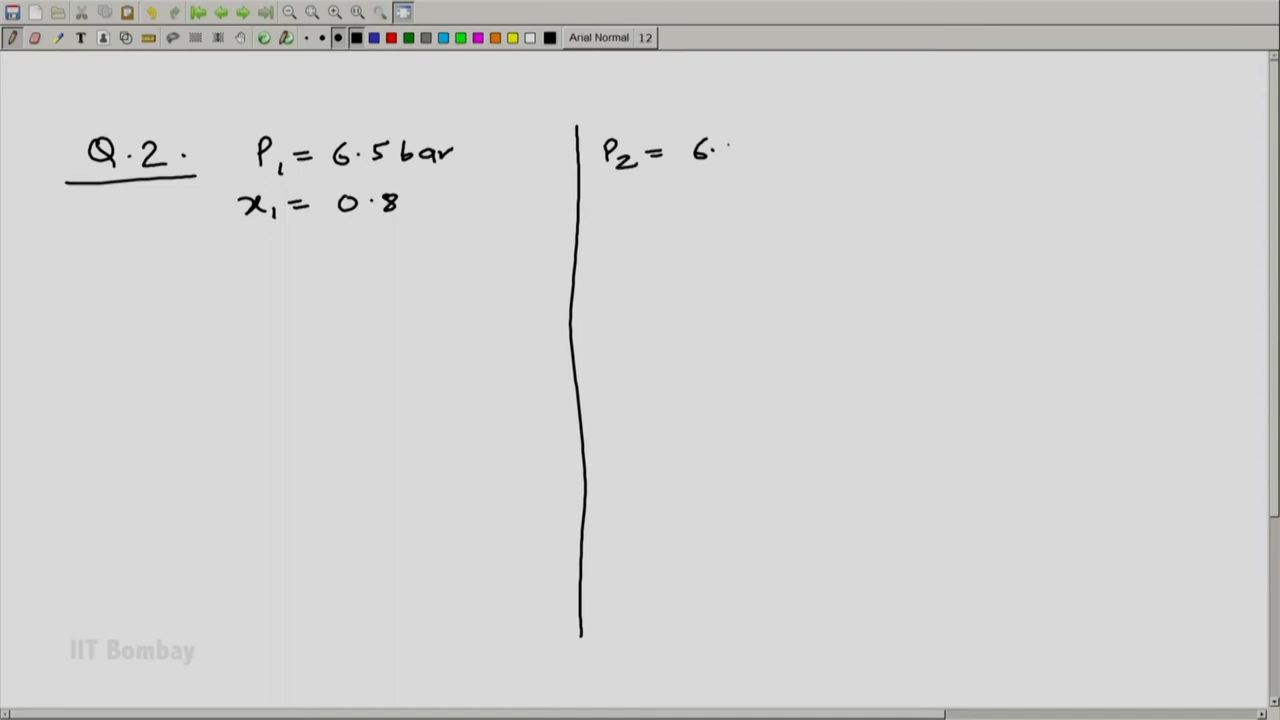 Arial Normal 12
Q.2. P₁ = 6.5 bar
x₁ = 0.8
P₂ = 6.
IIT Bombay